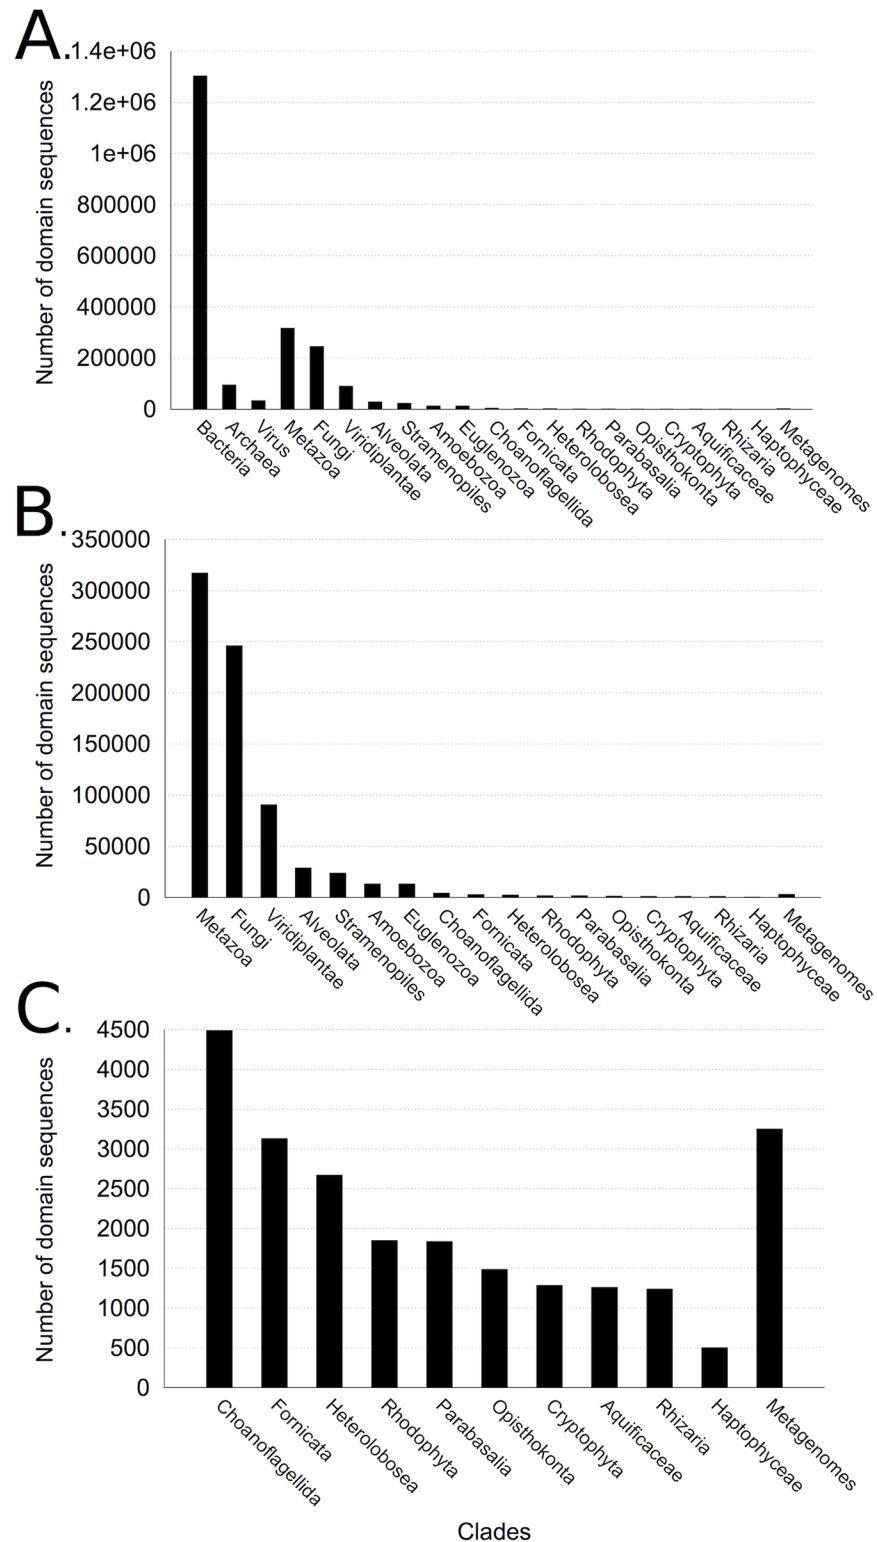 A.
1.4e+06
1.2e+06
1e+06
800000
600000
400000
200000
0
Number of domain sequences
Bacteria
Archaea
Virus
Metazoa
Fungi
Viridiplantae
Alveolata
Stramenopiles
Amoebozoa
Euglenozoa
Choanoflagellida
Fornicata
Heterolobosea
Rhodophyta
Parabasalia
Opisthokonta
Cryptophyta
Aquificaceae
Rhizaria
Haptophyceae
Metagenomes
B.
350000
300000
250000
200000
150000
100000
50000
0
Number of domain sequences
Metazoa
Fungi
Viridiplantae
Alveolata
Stramenopiles
Amoebozoa
Euglenozoa
Choanoflagellida
Fornicata
Heterolobosea
Rhodophyta
Parabasalia
Opisthokonta
Cryptophyta
Aquificaceae
Rhizaria
Haptophyceae
Metagenomes
C.
4500
4000
3500
3000
2500
2000
1500
1000
500
0
Number of domain sequences
Choanoflagellida
Fornicata
Heterolobosea
Rhodophyta
Parabasalia
Opisthokonta
Cryptophyta
Aquificaceae
Rhizaria
Haptophyceae
Metagenomes
Clades